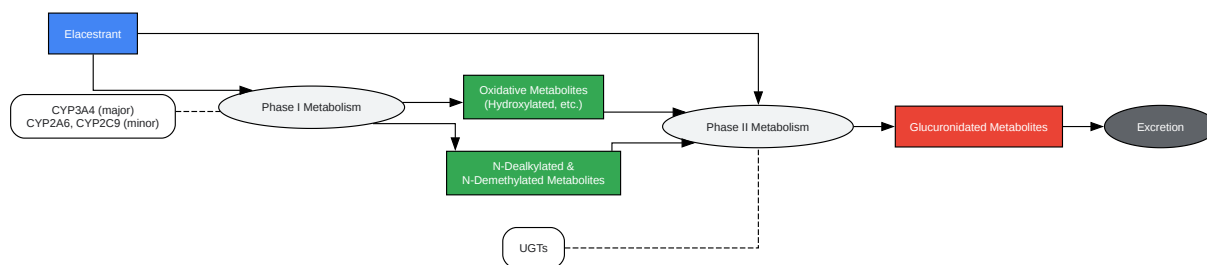 Elacestrant
CYP3A4 (major)
CYP2A6, CYP2C9 (minor)
Phase I Metabolism
Oxidative Metabolites
(Hydroxylated, etc.)
N-Dealkylated &
N-Demethylated Metabolites
UGTs
Phase II Metabolism
Glucuronidated Metabolites
Excretion